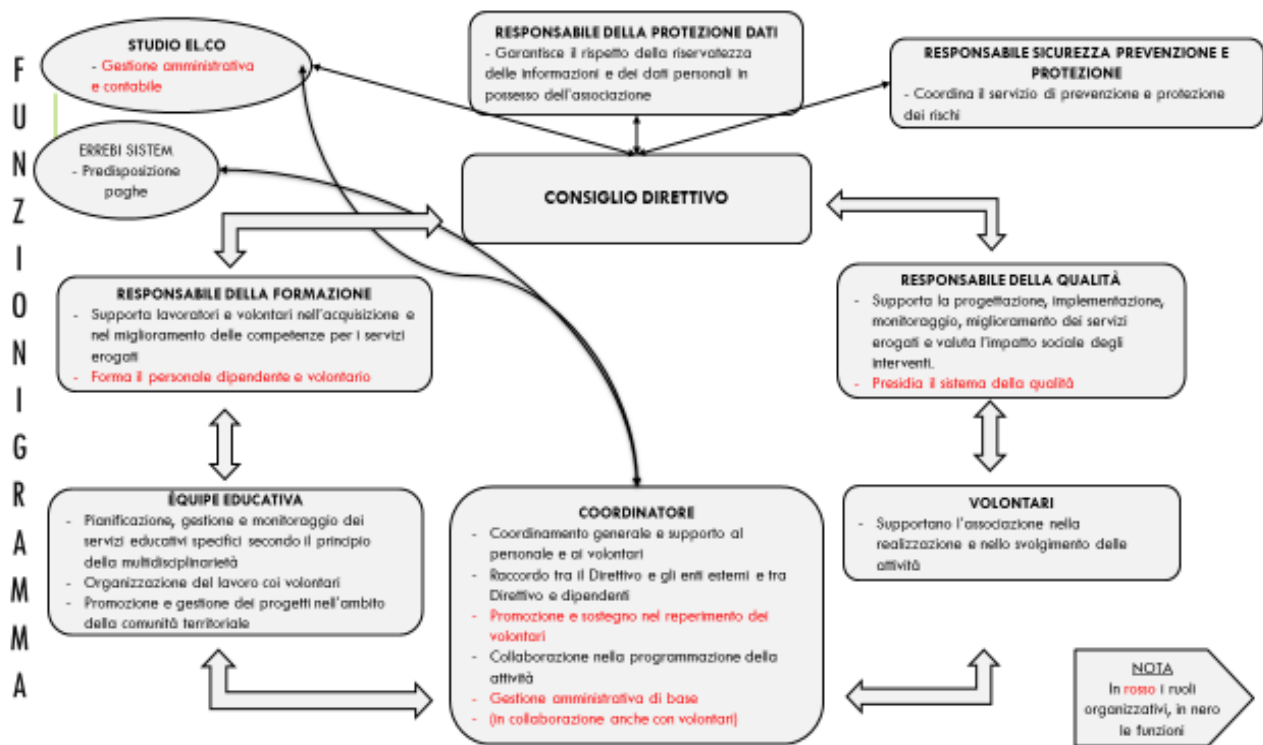 FUNZIONIGRAMMA
STUDIO EL.CO
- Gestione amministrativa
e contabile
ERREBI SISTEM
- Predisposizione
paghe
RESPONSABILE DELLA PROTEZIONE DATI
- Garantisce il rispetto della riservatezza
delle informazioni e dei dati personali in
possesso dell'associazione
RESPONSABILE SICUREZZA PREVENZIONE E
PROTEZIONE
- Coordina il servizio di prevenzione e protezione
dei rischi
CONSIGLIO DIRETTIVO
RESPONSABILE DELLA FORMAZIONE
- Supporta lavoratori e volontari nell'acquisizione e
nel miglioramento delle competenze per i servizi
erogati
- Forma il personale dipendente e volontario
RESPONSABILE DELLA QUALITÀ
- Supporta la progettazione, implementazione,
monitoraggio, miglioramento dei servizi
erogati e valuta l'impatto sociale degli
interventi.
- Presidia il sistema della qualità
ÉQUIPE EDUCATIVA
- Pianificazione, gestione e monitoraggio dei
servizi educativi specifici secondo il principio
della multidisciplinarietà
- Organizzazione del lavoro coi volontari
- Promozione e gestione dei progetti nell'ambito
della comunità territoriale
COORDINATORE
- Coordinamento generale e supporto al
personale e ai volontari
- Raccordo tra il Direttivo e gli enti esterni e tra
Direttivo e dipendenti
- Promozione e sostegno nel reperimento dei
volontari
- Collaborazione nella programmazione della
attività
- Gestione amministrativa di base
- (in collaborazione anche con volontari)
VOLONTARI
- Supportano l'associazione nella
realizzazione e nello svolgimento delle
attività
NOTA
In rosso i ruoli
organizzativi, in nero
le funzioni